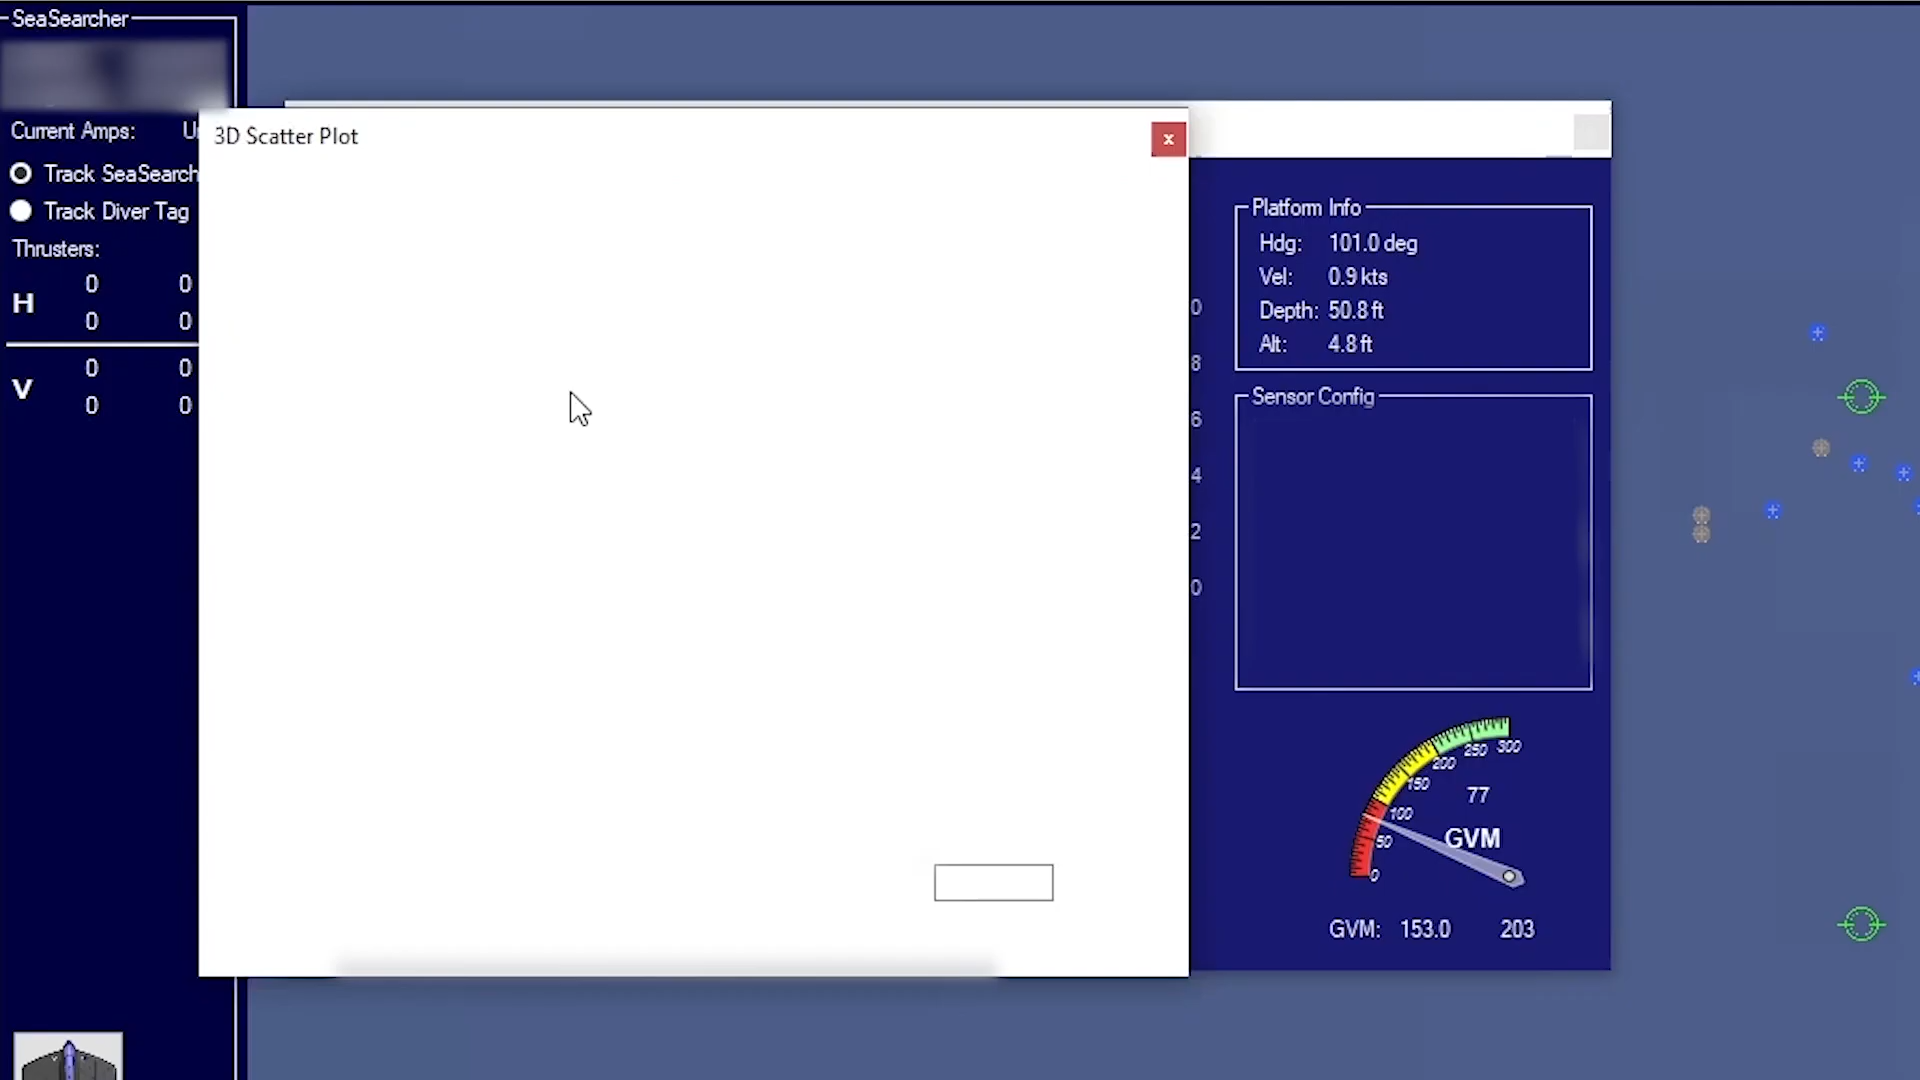 SeaSearcher
Current Amps:
Track SeaSearch
Track Diver Tag
Thrusters:
H 0 0
0 0
V 0 0
0 0
3D Scatter Plot
x
0
8
6
4
2
0
Platform Info
Hdg: 101.0 deg
Vel: 0.9 kts
Depth: 50.8 ft
Alt: 4.8 ft
Sensor Config
300
250
200
150
100
50
0
77
GVM
GVM: 153.0 203